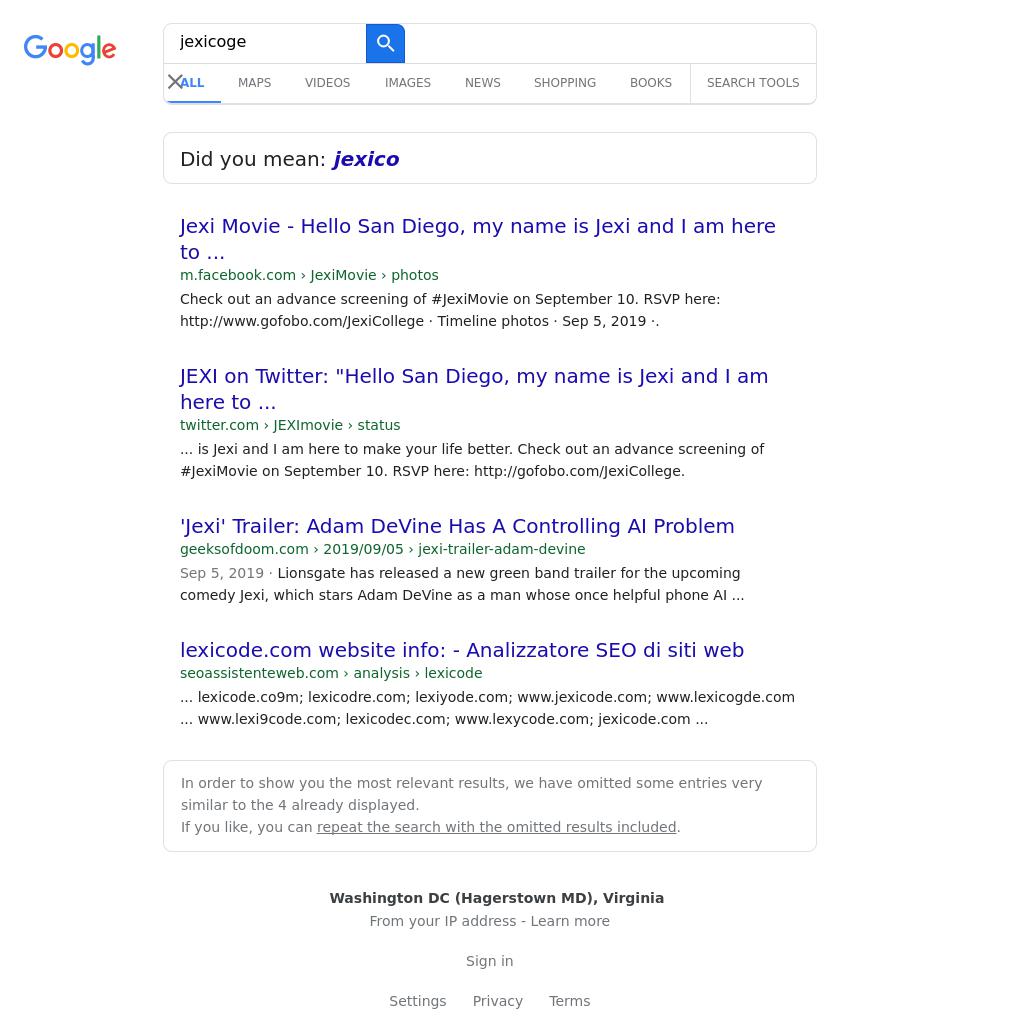 Google
jexicoge
ALL MAPS VIDEOS IMAGES NEWS SHOPPING BOOKS SEARCH TOOLS
Did you mean: jexico
Jexi Movie - Hello San Diego, my name is Jexi and I am here
to ...
m.facebook.com › JexiMovie › photos
Check out an advance screening of #JexiMovie on September 10. RSVP here:
http://www.gofobo.com/JexiCollege · Timeline photos · Sep 5, 2019 ·.
JEXI on Twitter: "Hello San Diego, my name is Jexi and I am
here to ...
twitter.com › JEXImovie › status
... is Jexi and I am here to make your life better. Check out an advance screening of
#JexiMovie on September 10. RSVP here: http://gofobo.com/JexiCollege.
'Jexi' Trailer: Adam DeVine Has A Controlling AI Problem
geeksofdoom.com › 2019/09/05 › jexi-trailer-adam-devine
Sep 5, 2019 · Lionsgate has released a new green band trailer for the upcoming
comedy Jexi, which stars Adam DeVine as a man whose once helpful phone AI ...
lexicode.com website info: - Analizzatore SEO di siti web
seoassistenteweb.com › analysis › lexicode
... lexicode.co9m; lexicodre.com; lexiyode.com; www.jexicode.com; www.lexicogde.com
... www.lexi9code.com; lexicodec.com; www.lexycode.com; jexicode.com ...
In order to show you the most relevant results, we have omitted some entries very
similar to the 4 already displayed.
If you like, you can repeat the search with the omitted results included.
Washington DC (Hagerstown MD), Virginia
From your IP address - Learn more
Sign in
Settings Privacy Terms